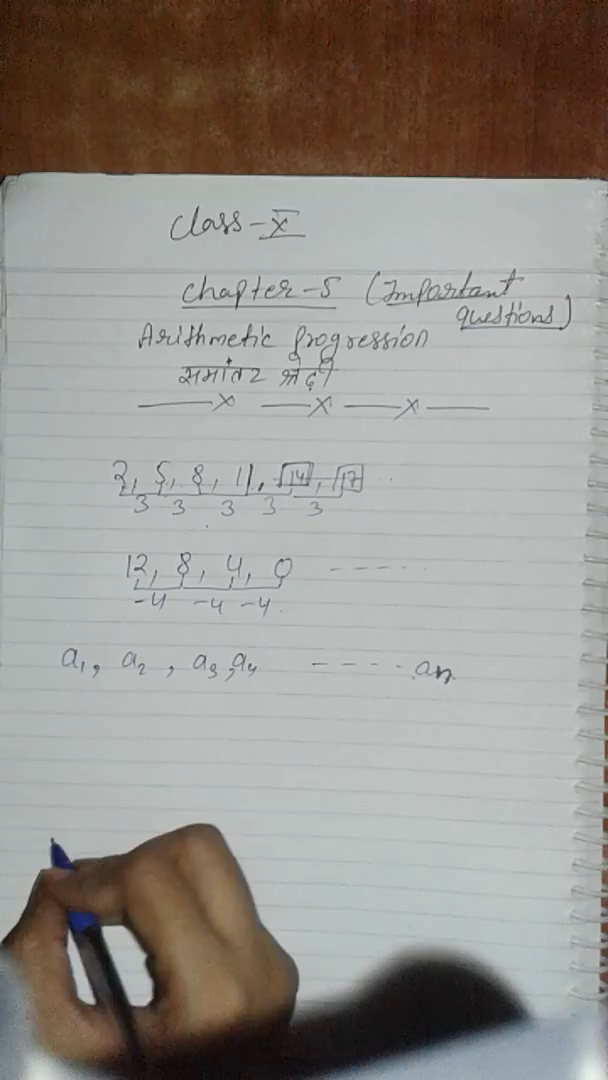 Class - X
Chapter - 5 (Important questions)
Arithmetic Progression
समांतर श्रेढ़ी
—— x —— x —— x ——
2, 5, 8, 11, 14, 17 ..
3 3 3 3 3
12, 8, 4, 0 ------
-4 -4 -4
a₁, a₂, a₃, a₄ ---- aₙ